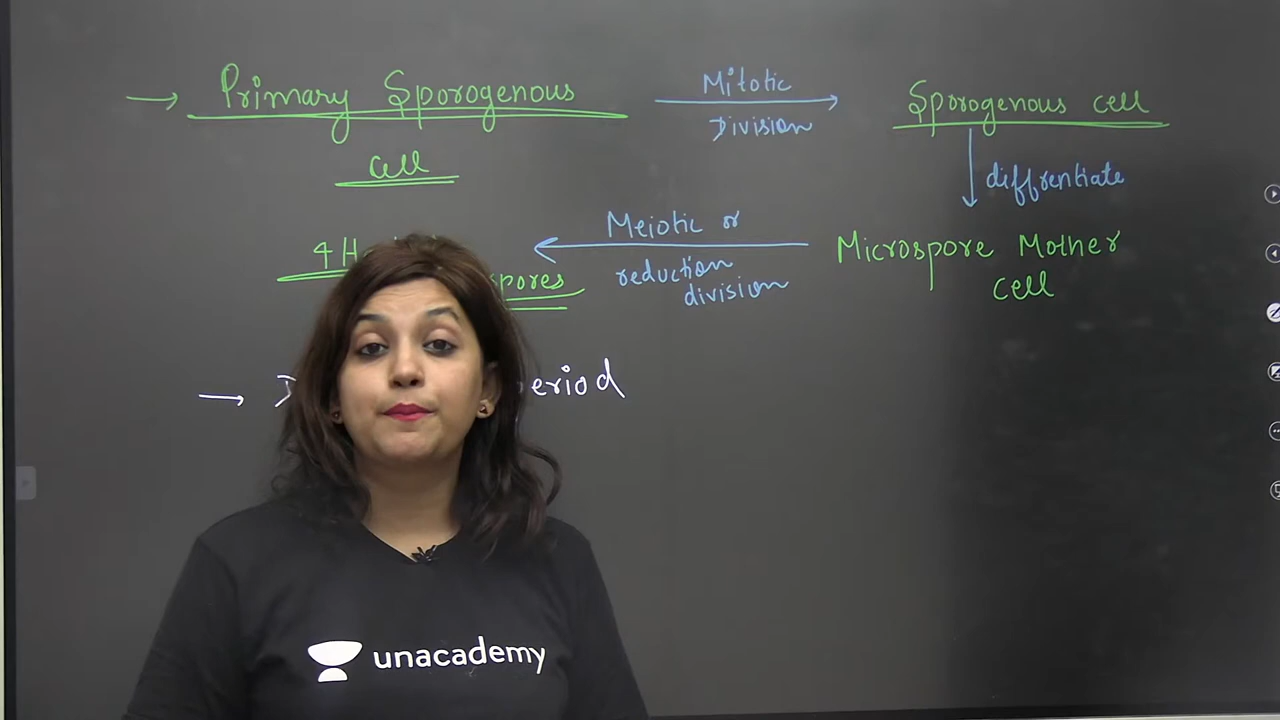 → Primary Sporogenous
cell
Mitotic
Division
Sporogenous cell
differentiate
Microspore Mother
cell
Meiotic or
reduction
division
4 H
spores
→ eriod
unacademy